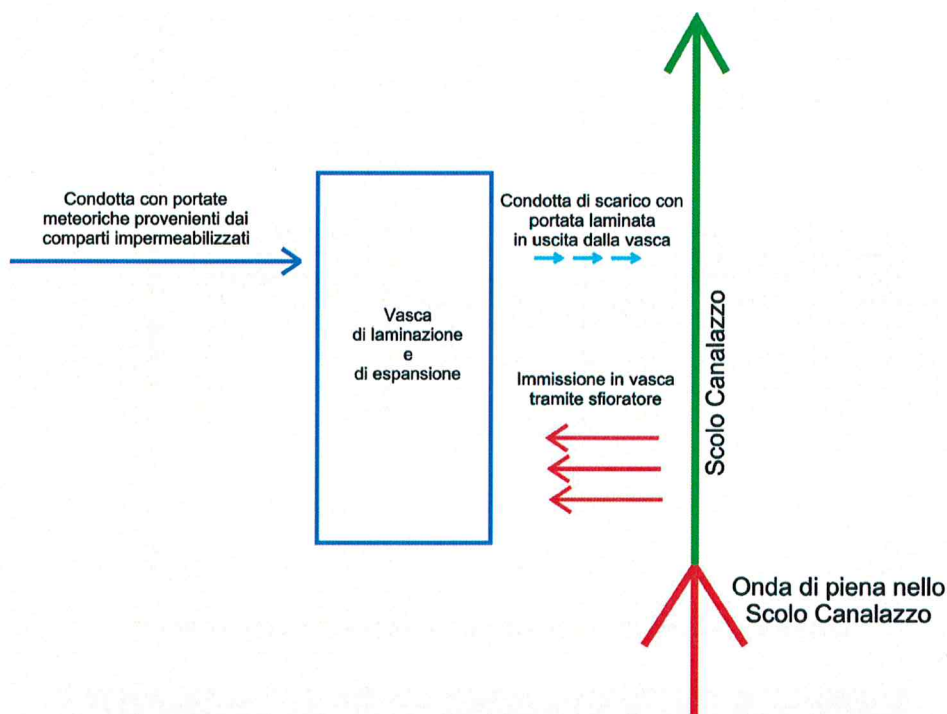 Condotta con portate
meteoriche provenienti dai
comparti impermeabilizzati
Condotta di scarico con
portata laminata
in uscita dalla vasca
Vasca
di laminazione
e
di espansione
Immissione in vasca
tramite sfioratore
Scolo Canalazzo
Onda di piena nello
Scolo Canalazzo